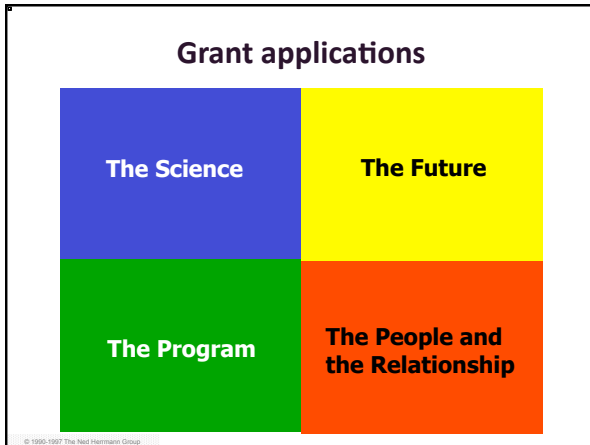 Grant applications
The Science
The Future
The Program
The People and
the Relationship
© 1990-1997 The Ned Herrmann Group